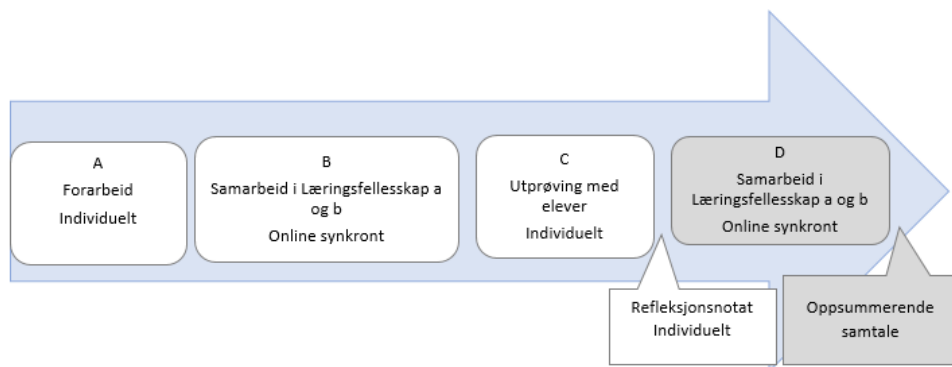 A
Forarbeid
Individuelt
B
Samarbeid i Læringsfellesskap a
og b
Online synkront
C
Utprøving med
elever
Individuelt
D
Samarbeid i
Læringsfellesskap a og b
Online synkront
Refleksjonsnotat
Individuelt
Oppsummerende
samtale